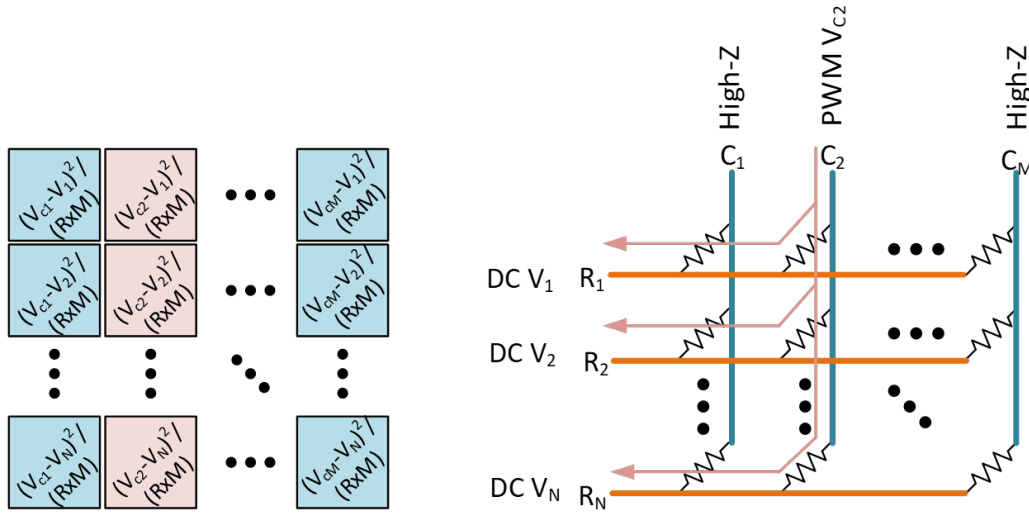 (Vc1-V1)²/
(RxM)
(Vc2-V1)²/
(RxM)
(VcM-V1)²/
(RxM)
(Vc1-V2)²/
(RxM)
(Vc2-V2)²/
(RxM)
(VcM-V2)²/
(RxM)
(Vc1-VN)²/
(RxM)
(Vc2-VN)²/
(RxM)
(VcM-VN)²/
(RxM)
High-Z
PWM VC2
High-Z
C1
C2
CM
DC V1 R1
DC V2 R2
DC VN RN